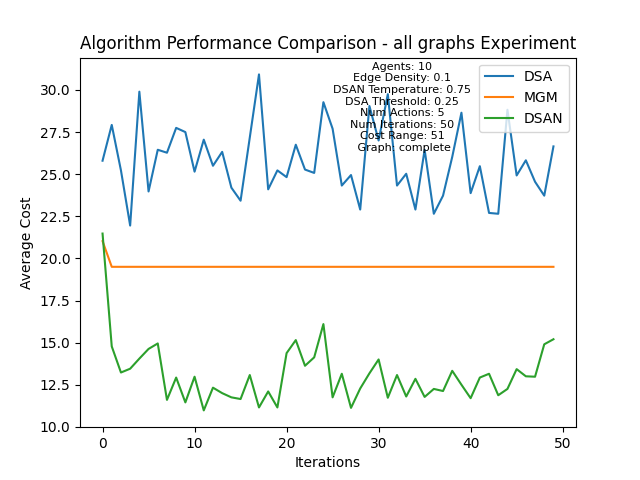 Algorithm Performance Comparison - all graphs Experiment
Agents: 10
Edge Density: 0.1
DSAN Temperature: 0.75
DSA Threshold: 0.25
Num Actions: 5
Num Iterations: 50
Cost Range: 51
Graph: complete
DSA
MGM
DSAN
Average Cost
30.0
27.5
25.0
22.5
20.0
17.5
15.0
12.5
10.0
0
10
20
30
40
50
Iterations